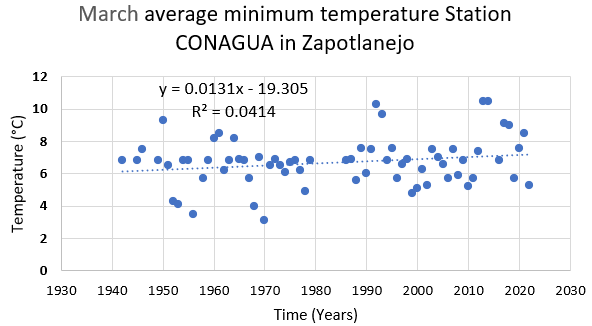 March average minimum temperature Station
CONAGUA in Zapotlanejo
y = 0.0131x - 19.305
R² = 0.0414
Temperature (°C)
12
10
8
6
4
2
0
1930 1940 1950 1960 1970 1980 1990 2000 2010 2020 2030
Time (Years)